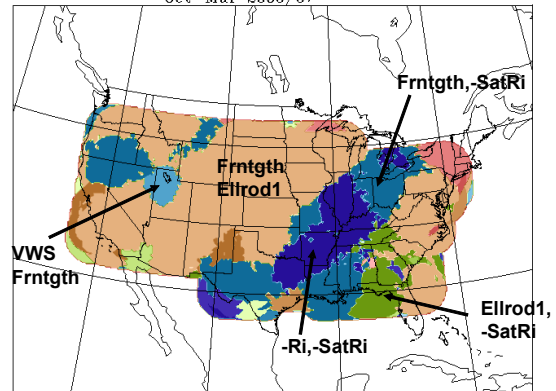 Frntgth,-SatRi
Frntgth
Ellrod1
VWS
Frntgth
Ellrod1,
-SatRi
-Ri,-SatRi